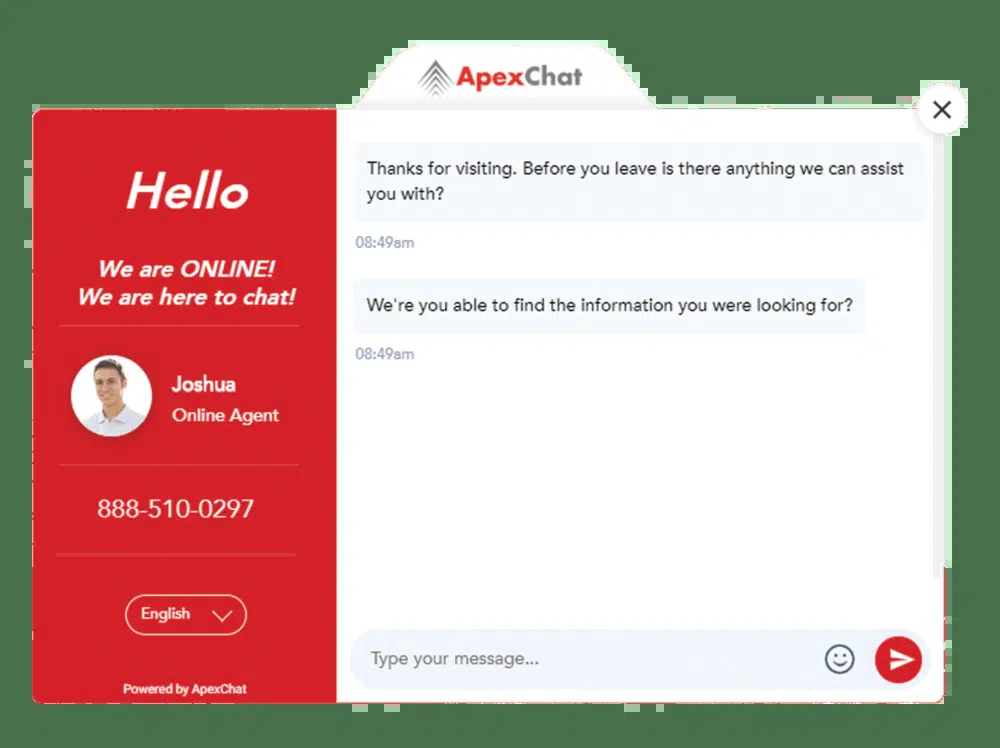 ApexChat
Hello
We are ONLINE!
We are here to chat!
Joshua
Online Agent
888-510-0297
English
Powered by ApexChat
Thanks for visiting. Before you leave is there anything we can assist
you with?
08:49am
We're you able to find the information you were looking for?
08:49am
Type your message...